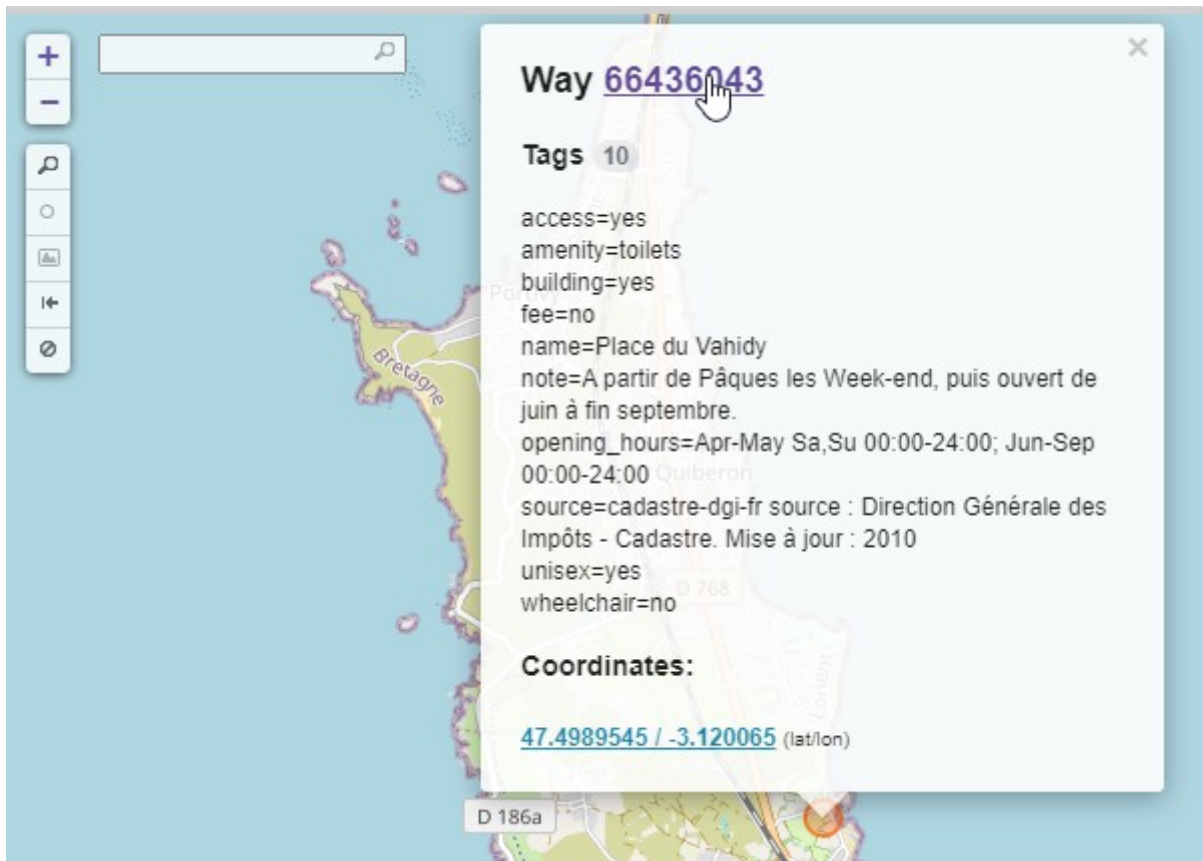 Way 66436043
Tags 10
access=yes
amenity=toilets
building=yes
fee=no
name=Place du Vahidy
note=A partir de Pâques les Week-end, puis ouvert de
juin à fin septembre.
opening_hours=Apr-May Sa,Su 00:00-24:00; Jun-Sep
00:00-24:00
source=cadastre-dgi-fr source : Direction Générale des
Impôts - Cadastre. Mise à jour : 2010
unisex=yes
wheelchair=no
Coordinates:
47.4989545 / -3.120065 (lat/lon)
Portivy
Bretagne
Quiberon
D 768
D 186a